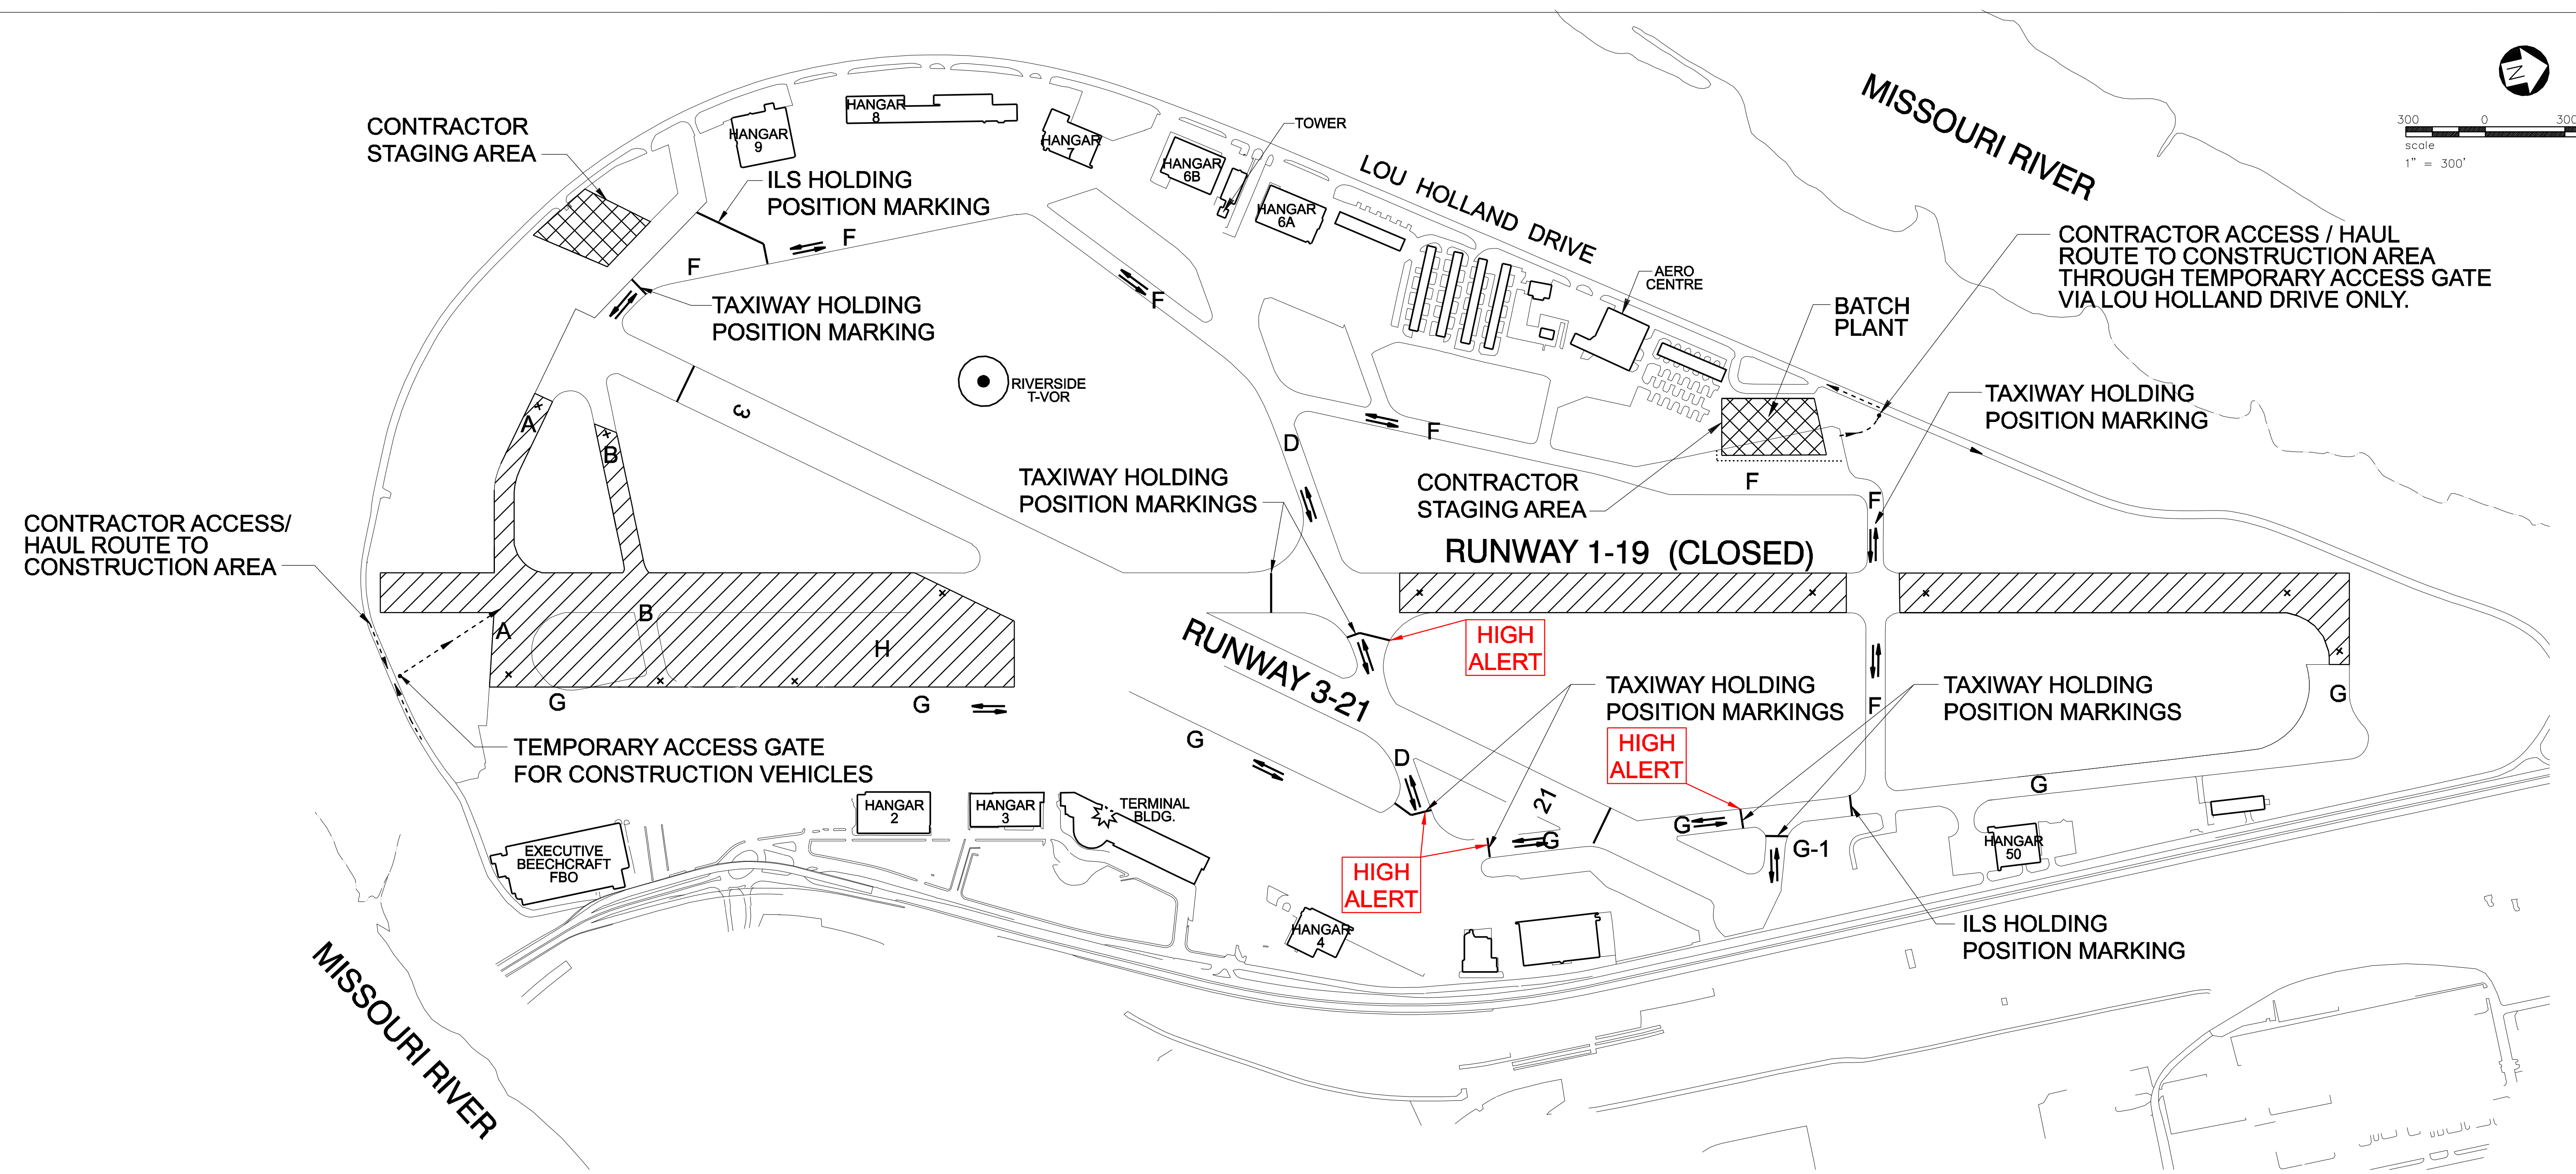 MISSOURI RIVER
N
300 0 300
scale
1" = 300'
HANGAR
8
HANGAR
9
HANGAR
7
TOWER
CONTRACTOR
STAGING AREA
HANGAR
6B
ILS HOLDING
POSITION MARKING
HANGAR
6A
LOU HOLLAND DRIVE
F
F
F
CONTRACTOR ACCESS / HAUL
ROUTE TO CONSTRUCTION AREA
THROUGH TEMPORARY ACCESS GATE
VIA LOU HOLLAND DRIVE ONLY.
AERO
CENTRE
BATCH
PLANT
TAXIWAY HOLDING
POSITION MARKING
RIVERSIDE
T-VOR
3
TAXIWAY HOLDING
POSITION MARKING
A
B
D
F
TAXIWAY HOLDING
POSITION MARKINGS
CONTRACTOR
STAGING AREA
F
F
CONTRACTOR ACCESS/
HAUL ROUTE TO
CONSTRUCTION AREA
RUNWAY 1-19 (CLOSED)
A
B
H
RUNWAY 3-21
HIGH
ALERT
G
G
G
TAXIWAY HOLDING
POSITION MARKINGS
F
TAXIWAY HOLDING
POSITION MARKINGS
G
TEMPORARY ACCESS GATE
FOR CONSTRUCTION VEHICLES
D
HIGH
ALERT
G
21
HANGAR
2
HANGAR
3
TERMINAL
BLDG.
G
G
G-1
HANGAR
50
EXECUTIVE
BEECHCRAFT
FBO
HIGH
ALERT
HANGAR
4
ILS HOLDING
POSITION MARKING
MISSOURI RIVER